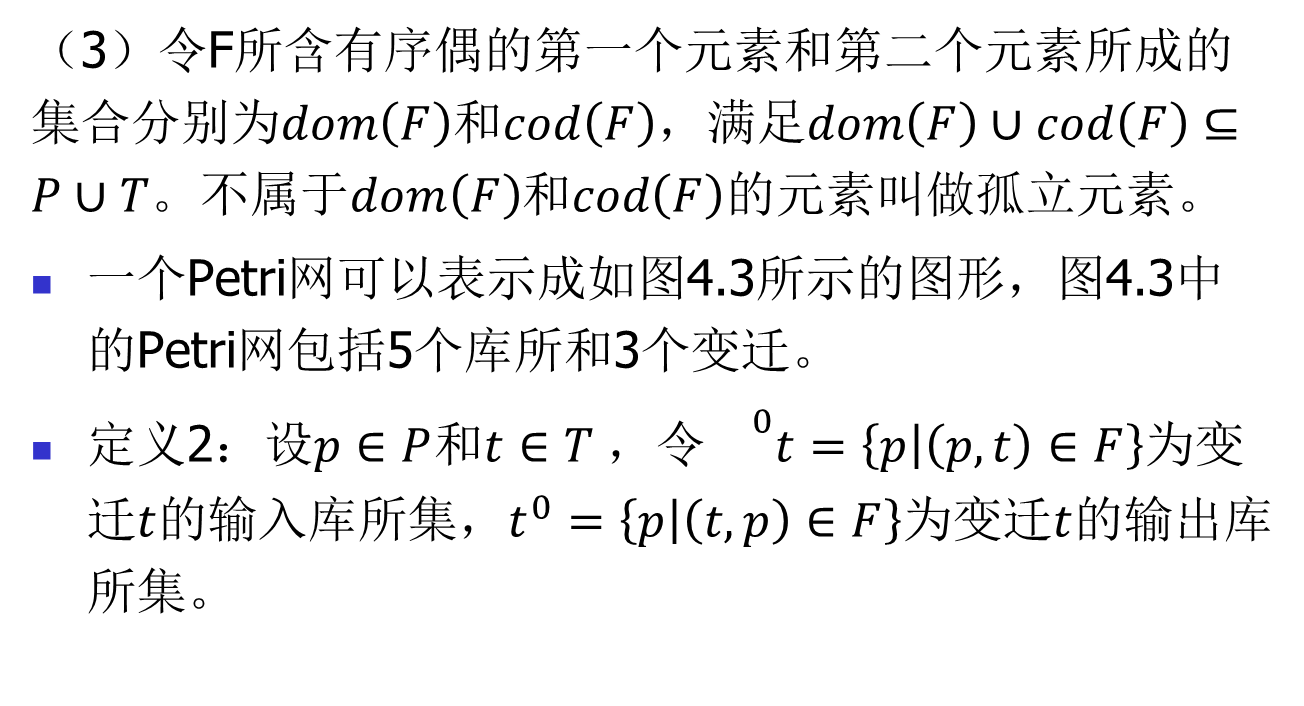 （3）令F所含有序偶的第一个元素和第二个元素所成的
集合分别为dom(F)和cod(F)，满足dom(F) ∪ cod(F) ⊆
P ∪ T。不属于dom(F)和cod(F)的元素叫做孤立元素。
■ 一个Petri网可以表示成如图4.3所示的图形，图4.3中
的Petri网包括5个库所和3个变迁。
■ 定义2：设p ∈ P和t ∈ T ，令 ⁰t = {p|(p, t) ∈ F}为变
迁t的输入库所集，t⁰ = {p|(t, p) ∈ F}为变迁t的输出库
所集。